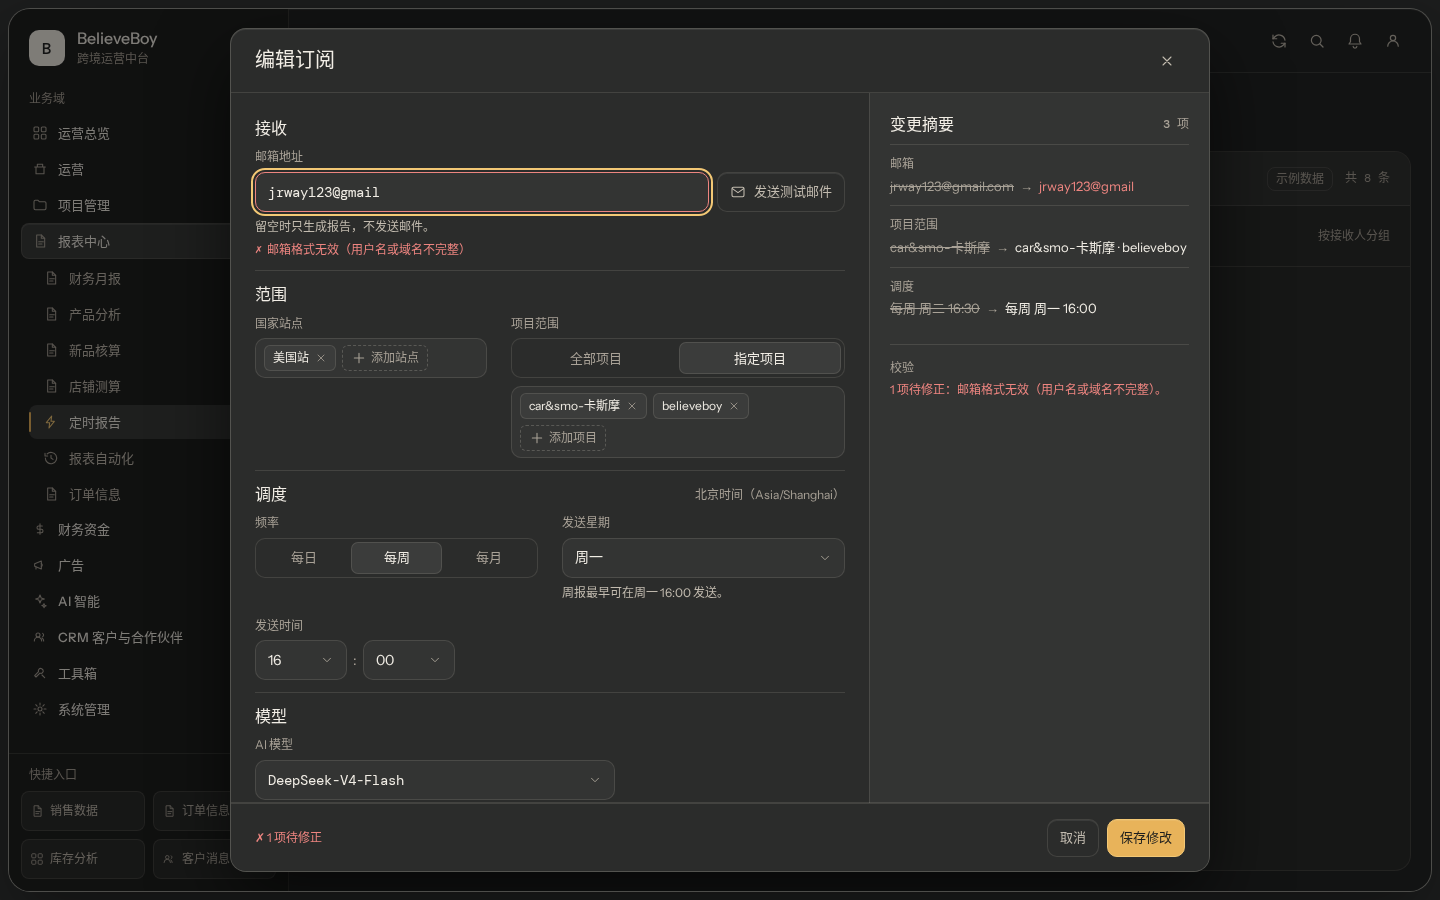 B
BelieveBoy
跨境运营中台
业务域
运营总览
运营
项目管理
报表中心
财务月报
产品分析
新品核算
店铺测算
定时报告
报表自动化
订单信息
财务资金
广告
AI 智能
CRM 客户与合作伙伴
工具箱
系统管理
快捷入口
销售数据
订单信息
库存分析
客户消息
编辑订阅
接收
邮箱地址
jrway123@gmail
发送测试邮件
留空时只生成报告，不发送邮件。
✗ 邮箱格式无效（用户名或域名不完整）
范围
国家站点
美国站
添加站点
项目范围
全部项目
指定项目
car&smo-卡斯摩
believeboy
添加项目
调度
北京时间（Asia/Shanghai）
频率
每日
每周
每月
发送星期
周一
周报最早可在周一 16:00 发送。
发送时间
16
:
00
模型
AI 模型
DeepSeek-V4-Flash
变更摘要
3 项
邮箱
jrway123@gmail.com → jrway123@gmail
项目范围
car&smo-卡斯摩 → car&smo-卡斯摩 · believeboy
调度
每周 周二 16:30 → 每周 周一 16:00
校验
1 项待修正：邮箱格式无效（用户名或域名不完整）。
✗ 1 项待修正
取消
保存修改
示例数据
共 8 条
按接收人分组